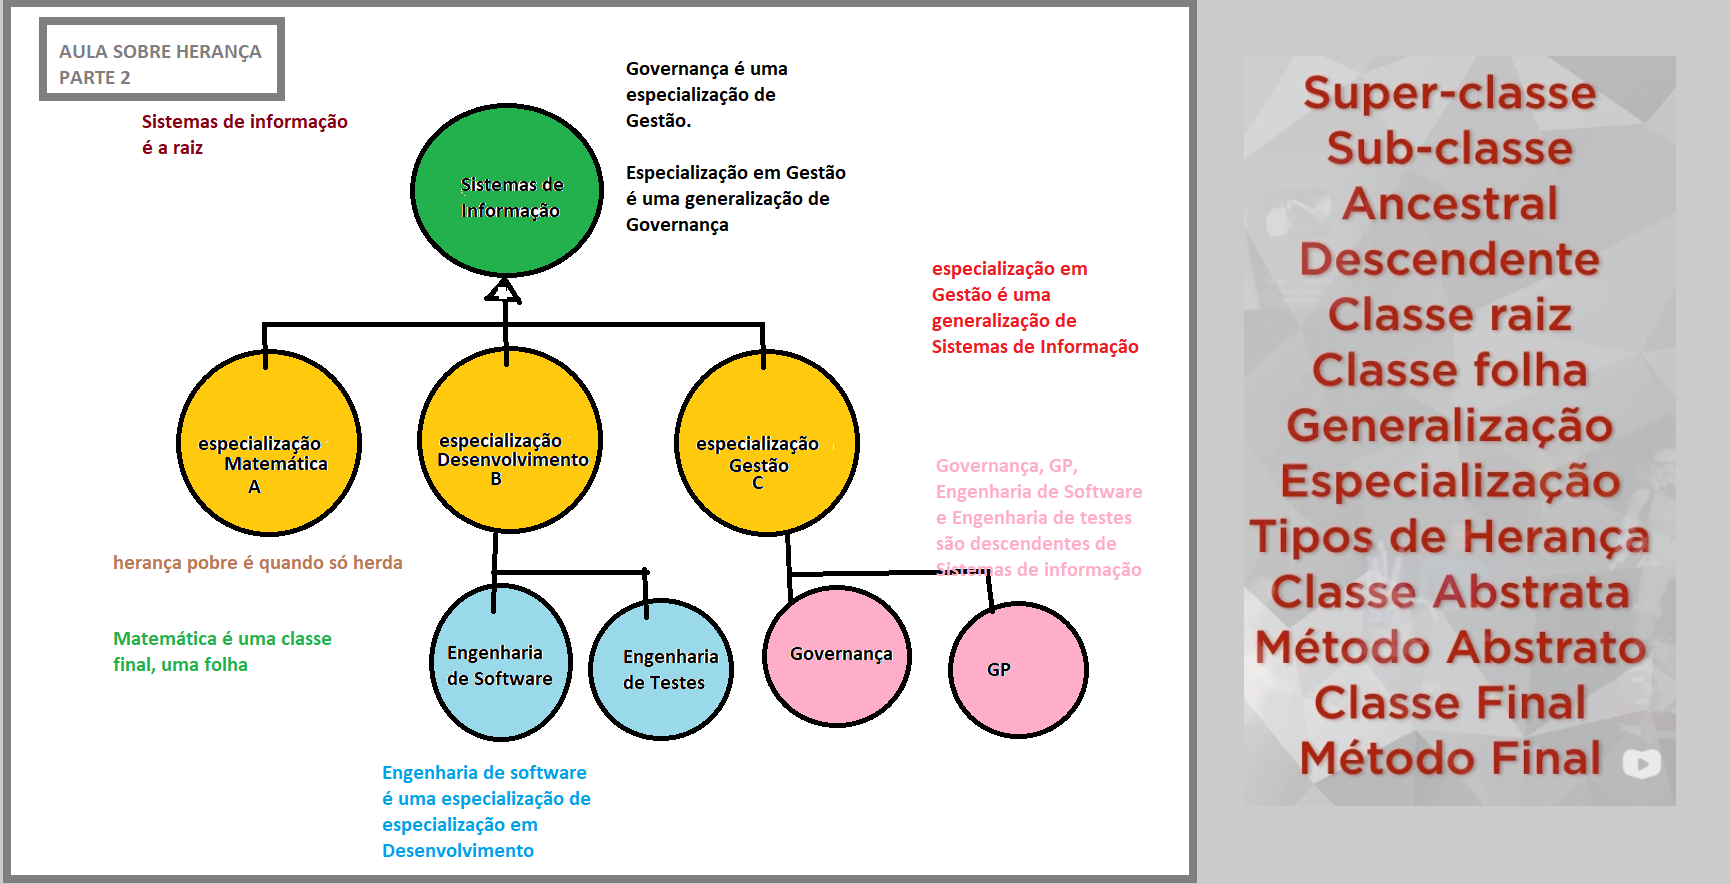 AULA SOBRE HERANÇA
PARTE 2
Sistemas de informação
é a raiz
Governança é uma
especialização de
Gestão.
Especialização em Gestão
é uma generalização de
Governança
Sistemas de
Informação
especialização em
Gestão é uma
generalização de
Sistemas de Informação
especialização
Matemática
A
especialização
Desenvolvimento
B
especialização
Gestão
C
Governança, GP,
Engenharia de Software
e Engenharia de testes
são descendentes de
Sistemas de informação
herança pobre é quando só herda
Matemática é uma classe
final, uma folha
Engenharia
de Software
Engenharia
de Testes
Governança
GP
Engenharia de software
é uma especialização de
especialização em
Desenvolvimento
Super-classe
Sub-classe
Ancestral
Descendente
Classe raiz
Classe folha
Generalização
Especialização
Tipos de Herança
Classe Abstrata
Método Abstrato
Classe Final
Método Final